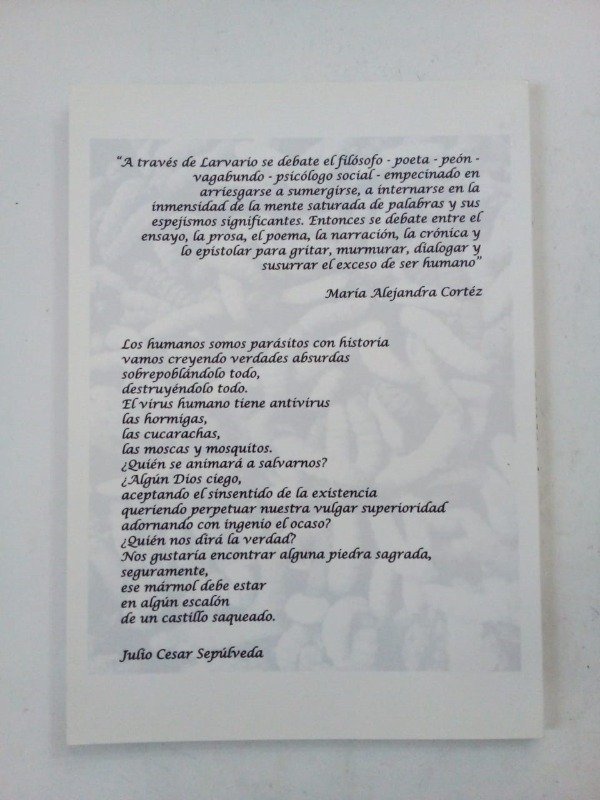 “A través de Larvario se debate el filósofo - poeta - peón -
vagabundo - psicólogo social - empecinado en
arriesgarse a sumergirse, a internarse en la
inmensidad de la mente saturada de palabras y sus
espejismos significantes. Entonces se debate entre el
ensayo, la prosa, el poema, la narración, la crónica y
lo epistolar para gritar, murmurar, dialogar y
susurrar el exceso de ser humano”
María Alejandra Cortéz
Los humanos somos parásitos con historia
vamos creyendo verdades absurdas
sobrepoblándolo todo,
destruyéndolo todo.
El virus humano tiene antivirus
las hormigas,
las cucarachas,
las moscas y mosquitos.
¿Quién se animará a salvarnos?
¿Algún Dios ciego,
aceptando el sinsentido de la existencia
queriendo perpetuar nuestra vulgar superioridad
adornando con ingenio el ocaso?
¿Quién nos dirá la verdad?
Nos gustaría encontrar alguna piedra sagrada,
seguramente,
ese mármol debe estar
en algún escalón
de un castillo saqueado.
Julio Cesar Sepúlveda